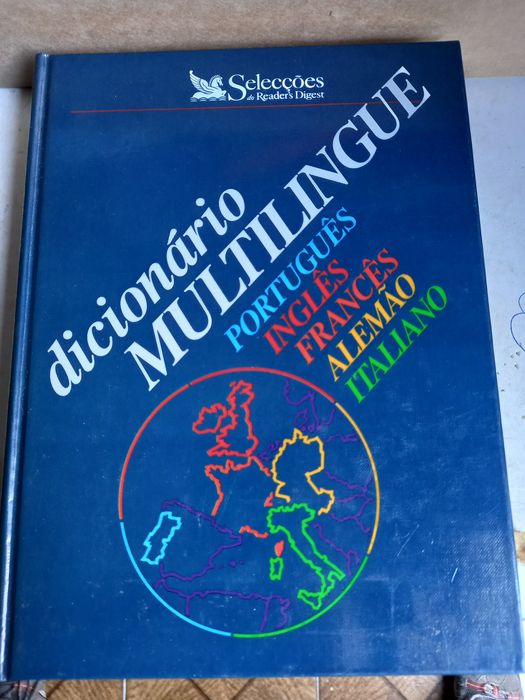 Selecções
do Reader's Digest
dicionário
MULTILINGUE
PORTUGUÊS
INGLÊS
FRANCÊS
ALEMÃO
ITALIANO